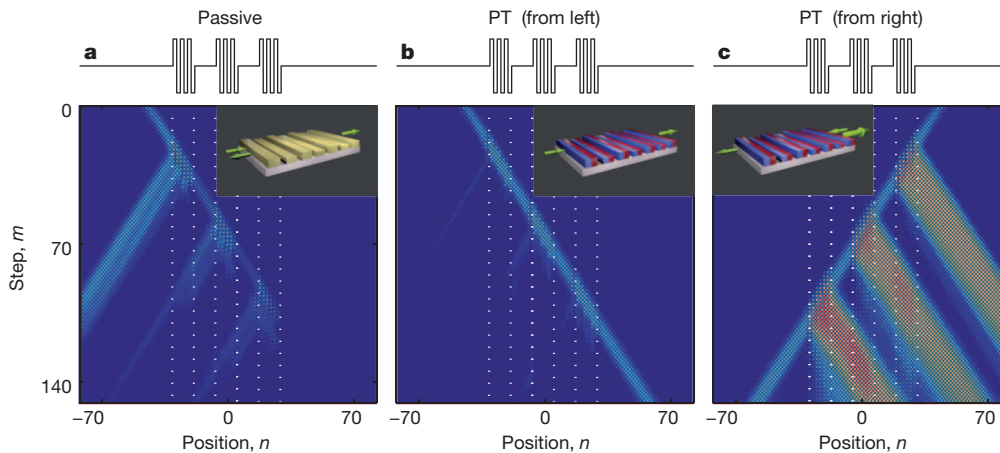 Passive
PT (from left)
PT (from right)
a
b
c
0
70
140
Step, m
−70
0
70
−70
0
70
−70
0
70
Position, n
Position, n
Position, n